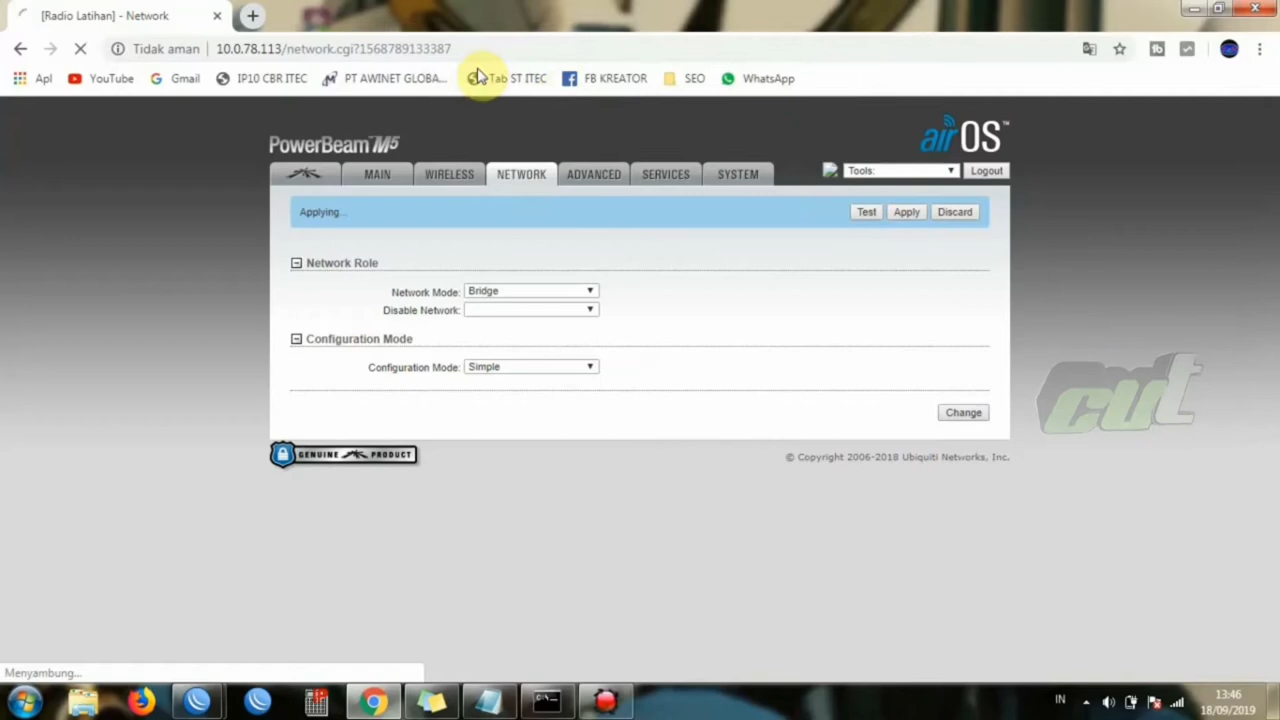 [Radio Latihan] - Network
Tidak aman
10.0.78.113/network.cgi?1568789133387
Apl
YouTube
Gmail
IP10 CBR ITEC
PT AWINET GLOBA...
Tab ST ITEC
FB KREATOR
SEO
WhatsApp
PowerBeam™M5
airOS™
MAIN
WIRELESS
NETWORK
ADVANCED
SERVICES
SYSTEM
Tools:
Logout
Applying...
Test
Apply
Discard
Network Role
Network Mode: Bridge
Disable Network:
Configuration Mode
Configuration Mode: Simple
Change
GENUINE PRODUCT
© Copyright 2006-2018 Ubiquiti Networks, Inc.
cut
Menyambung...
C:\.
IN
13:46
18/09/2019